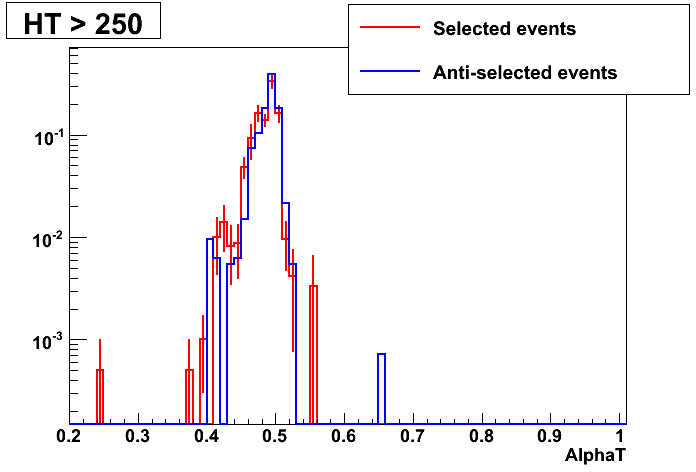 HT > 250
Selected events
Anti-selected events
10-1
10-2
10-3
0.2 0.3 0.4 0.5 0.6 0.7 0.8 0.9 1
AlphaT